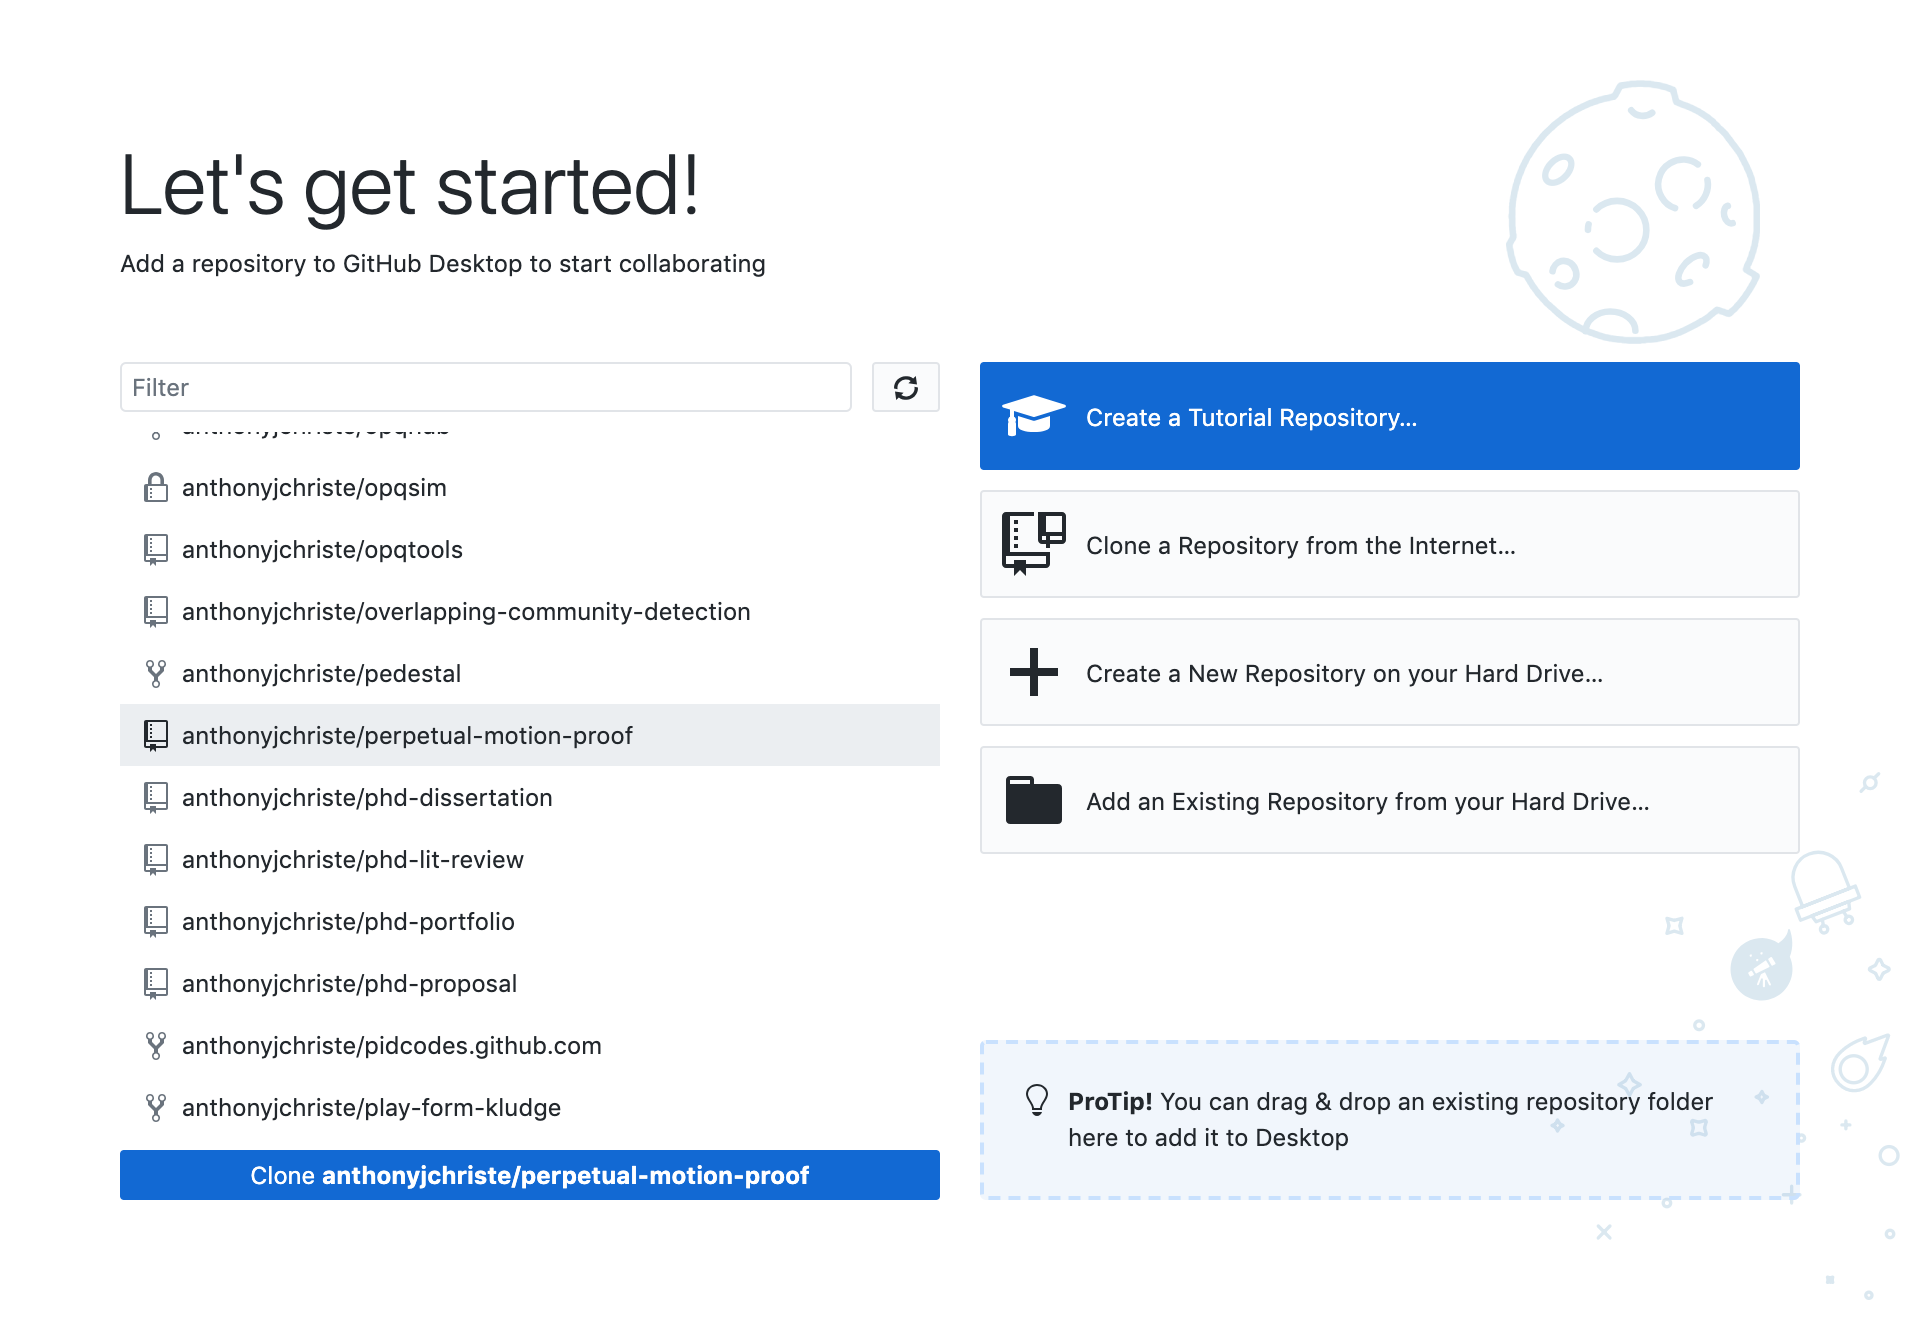 Let's get started!
Add a repository to GitHub Desktop to start collaborating
Filter
anthonyjchriste/opqhub
anthonyjchriste/opqsim
anthonyjchriste/opqtools
anthonyjchriste/overlapping-community-detection
anthonyjchriste/pedestal
anthonyjchriste/perpetual-motion-proof
anthonyjchriste/phd-dissertation
anthonyjchriste/phd-lit-review
anthonyjchriste/phd-portfolio
anthonyjchriste/phd-proposal
anthonyjchriste/pidcodes.github.com
anthonyjchriste/play-form-kludge
Clone anthonyjchriste/perpetual-motion-proof
Create a Tutorial Repository...
Clone a Repository from the Internet...
Create a New Repository on your Hard Drive...
Add an Existing Repository from your Hard Drive...
ProTip! You can drag & drop an existing repository folder
here to add it to Desktop